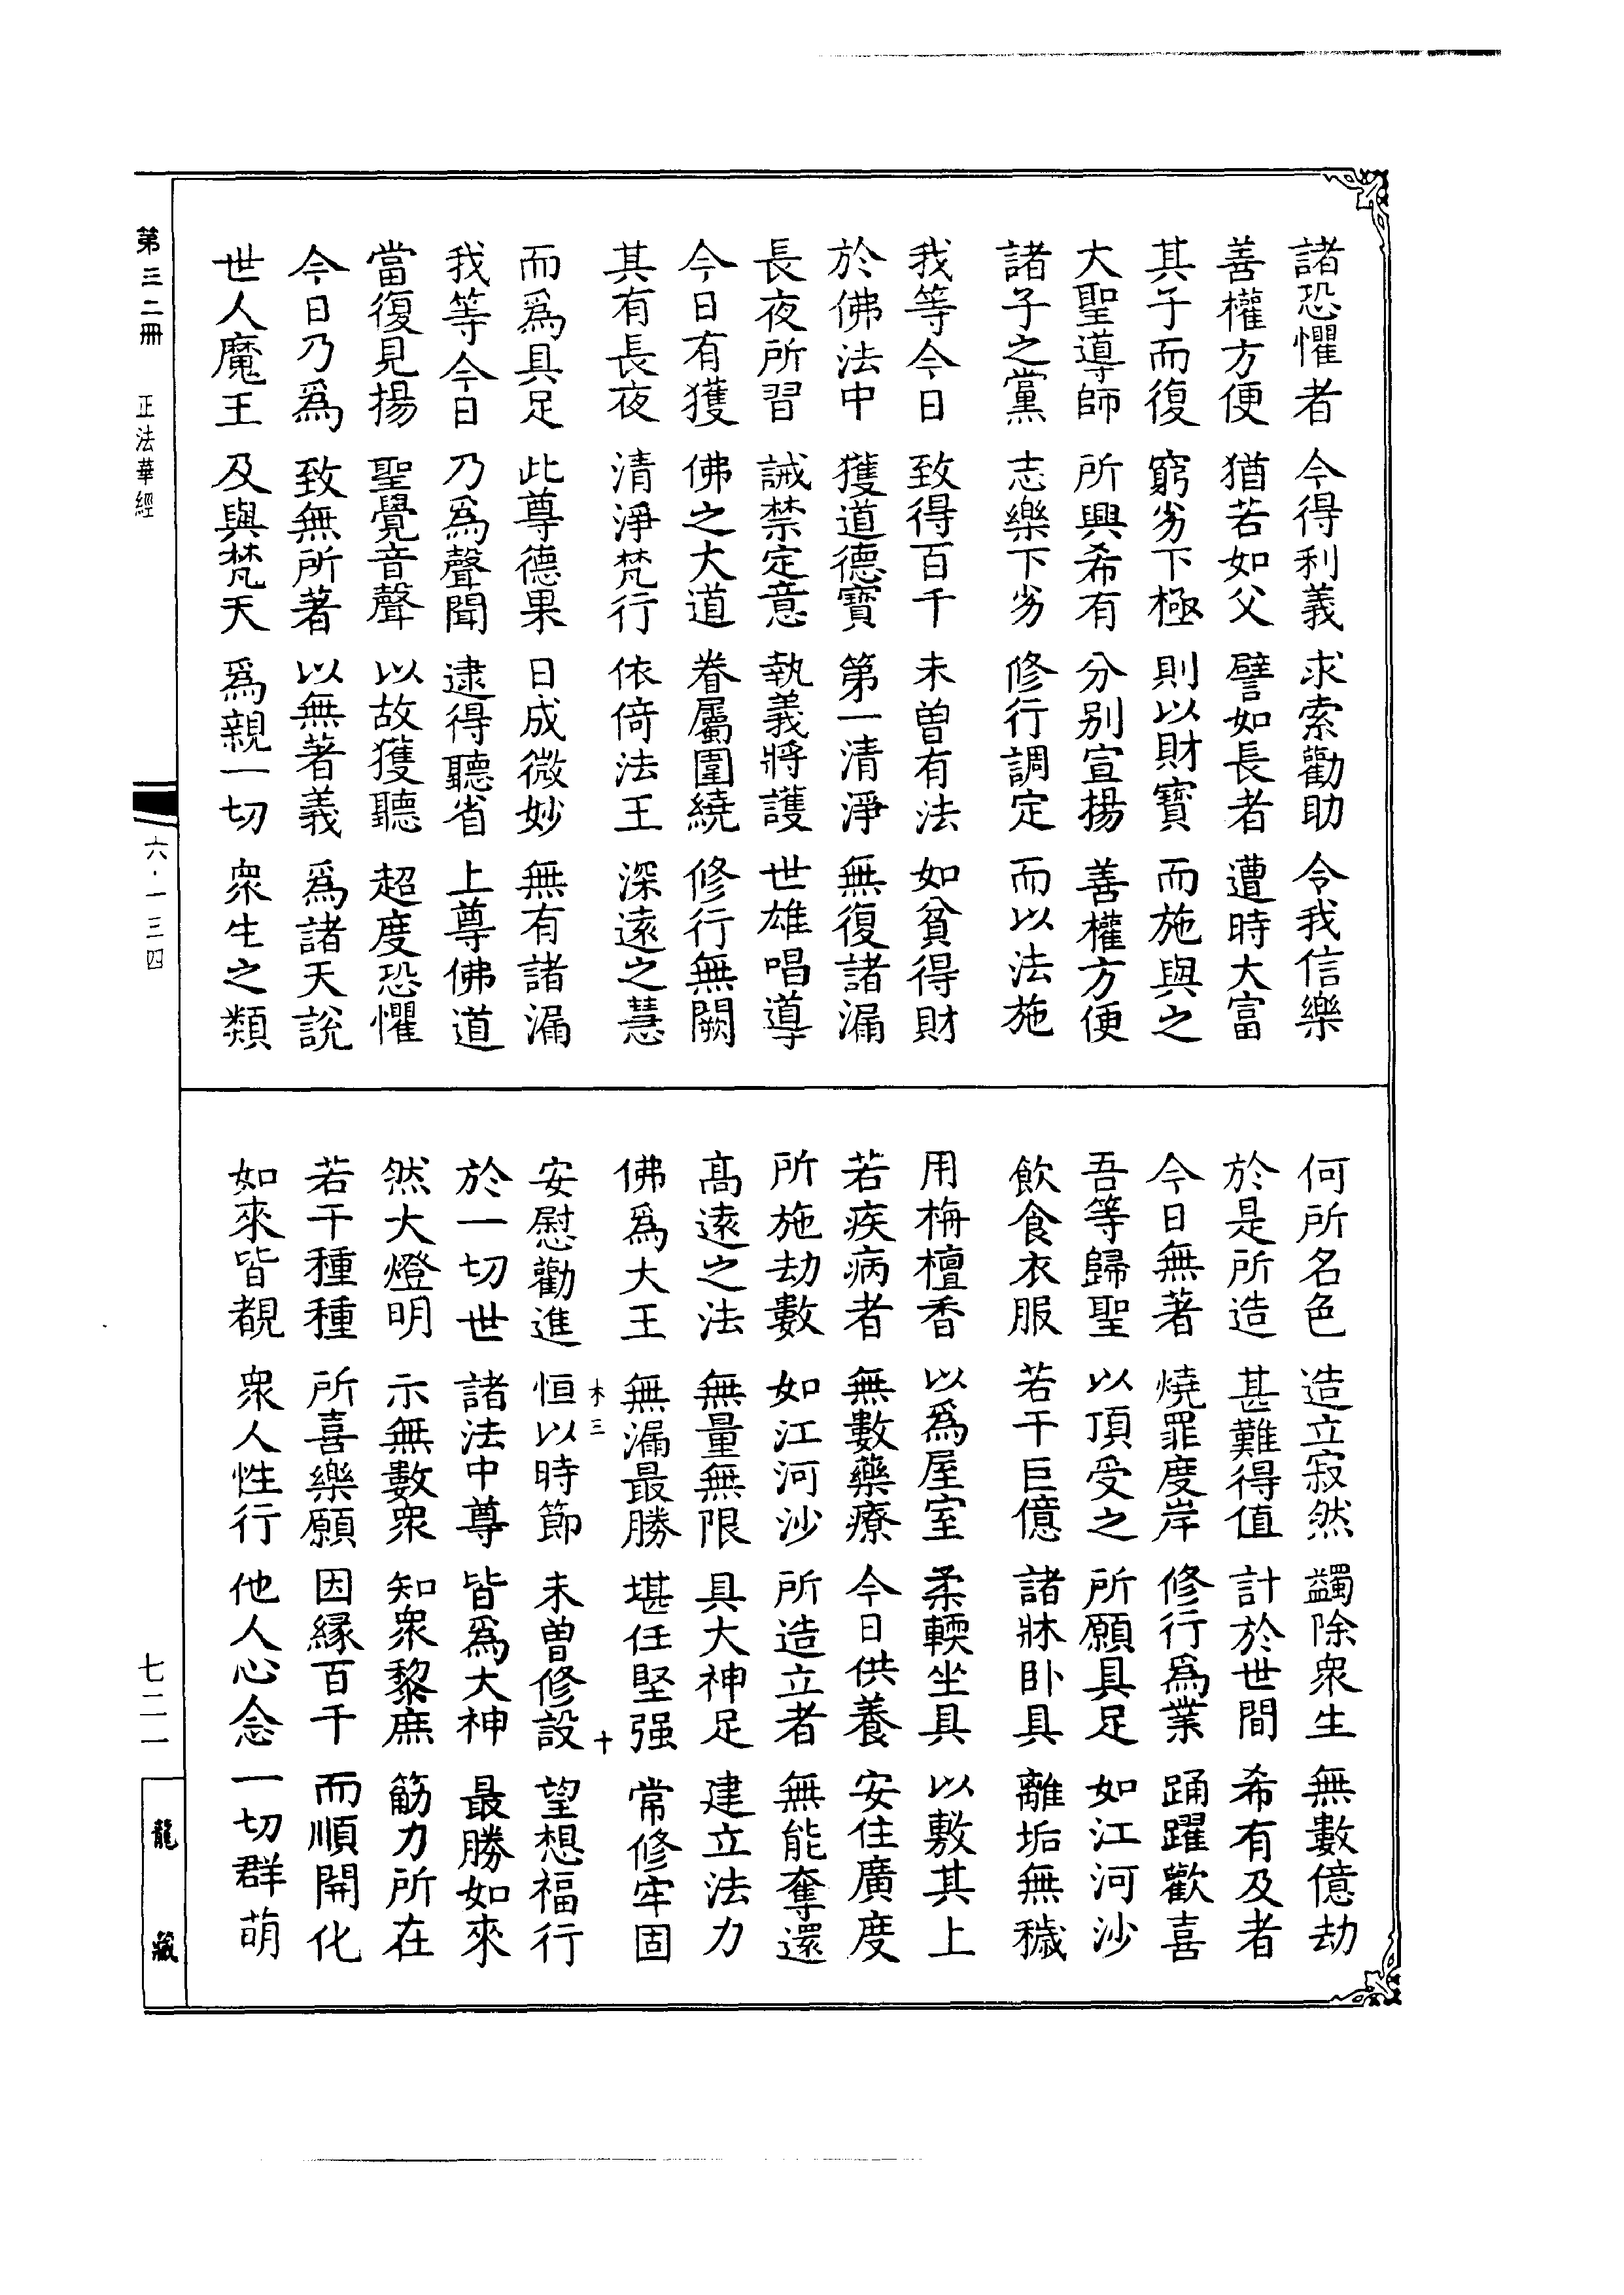 諸恐懼者 今得利義 求索勸助 令我信樂
善權方便 猶若如父 譬如長者 遭時大富
其子而復 窮劣下極 則以財寶 而施與之
大聖導師 所興希有 分別宣揚 善權方便
諸子之黨 志樂下劣 修行調定 而以法施
我等今日 致得百千 未曾有法 如貧得財
於佛法中 獲道德寶 第一清淨 無復諸漏
長夜所習 誡禁定意 執義將護 世雄唱導
今日有獲 佛之大道 眷屬圍繞 修行無闕
其有長夜 清淨梵行 依倚法王 深遠之慧
而爲具足 此尊德果 日成微妙 無有諸漏
我等今日 乃爲聲聞 逮得聽省 上尊佛道
當復見揚 聖覺音聲 以故獲聽 超度恐懼
今日乃爲 致無所著 以無著義 爲諸天說
世人魔王 及與梵天 爲親一切 衆生之類
何所名色 造立寂然 蠲除衆生 無數億劫
於是所造 甚難得值 計於世間 希有及者
今日無著 燒罪度岸 修行爲業 踊躍歡喜
吾等歸聖 以頂受之 所願具足 如江河沙
飲食衣服 若干巨億 諸牀臥具 離垢無穢
用栴檀香 以爲屋室 柔輭坐具 以敷其上
若疾病者 無數藥療 今日供養 安住廣度
所施劫數 如江河沙 所造立者 無能奪還
高遠之法 無量無限 具大神足 建立法力
佛爲大王 無漏最勝 堪任堅强 常修牢固
木三 十
安慰勸進 恒以時節 未曾修設 望想福行
於一切世 諸法中尊 皆爲大神 最勝如來
然大燈明 示無數衆 知衆黎庶 筋力所在
若干種種 所喜樂願 因緣百千 而順開化
如來皆覩 衆人性行 他人心念 一切群萌
第三二冊 正法華經 六·一三四 七二一 龍藏